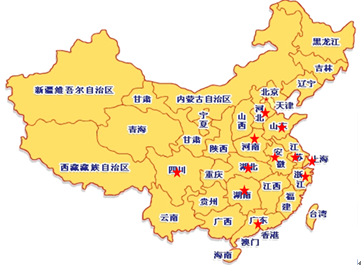 黑龙江
吉林
辽宁
新疆维吾尔自治区
甘肃
内蒙古自治区
北京
天津
河北
山西
宁夏
山
青海
甘肃
陕西
河南
江苏
安徽
上海
西藏藏族自治区
四川
重庆
湖北
浙江
湖南
江西
贵州
福建
云南
广西
广东
台湾
香港
澳门
海南